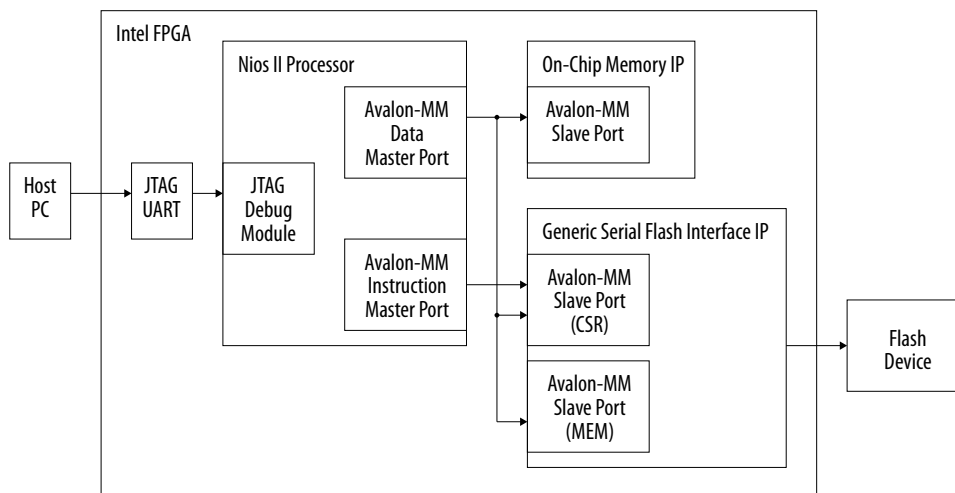 Intel FPGA
Nios II Processor
On-Chip Memory IP
Avalon-MM
Data
Master Port
Avalon-MM
Slave Port
Host
PC
JTAG
UART
JTAG
Debug
Module
Generic Serial Flash Interface IP
Avalon-MM
Instruction
Master Port
Avalon-MM
Slave Port
(CSR)
Flash
Device
Avalon-MM
Slave Port
(MEM)